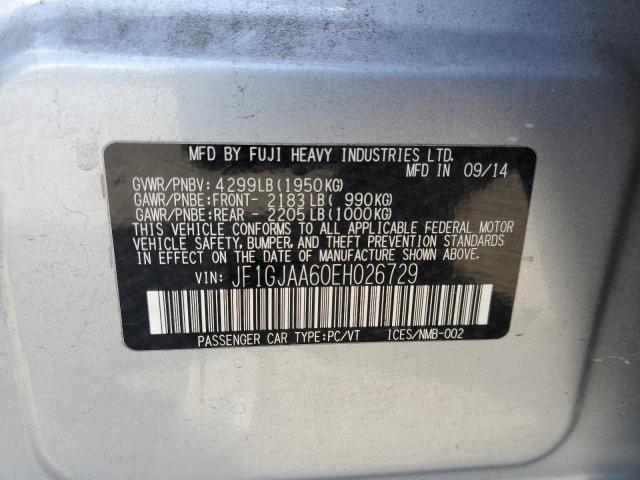 MFD BY FUJI HEAVY INDUSTRIES LTD.
MFD IN 09/14
GVWR/PNBV: 4299LB(1950KG)
GAWR/PNBE:FRONT- 2183LB( 990KG)
GAWR/PNBE:REAR - 2205LB(1000KG)
THIS VEHICLE CONFORMS TO ALL APPLICABLE FEDERAL MOTOR
VEHICLE SAFETY, BUMPER, AND THEFT PREVENTION STANDARDS
IN EFFECT ON THE DATE OF MANUFACTURE SHOWN ABOVE.
VIN: JF1GJAA60EH026729
PASSENGER CAR TYPE:PC/VT ICES/NMB-002